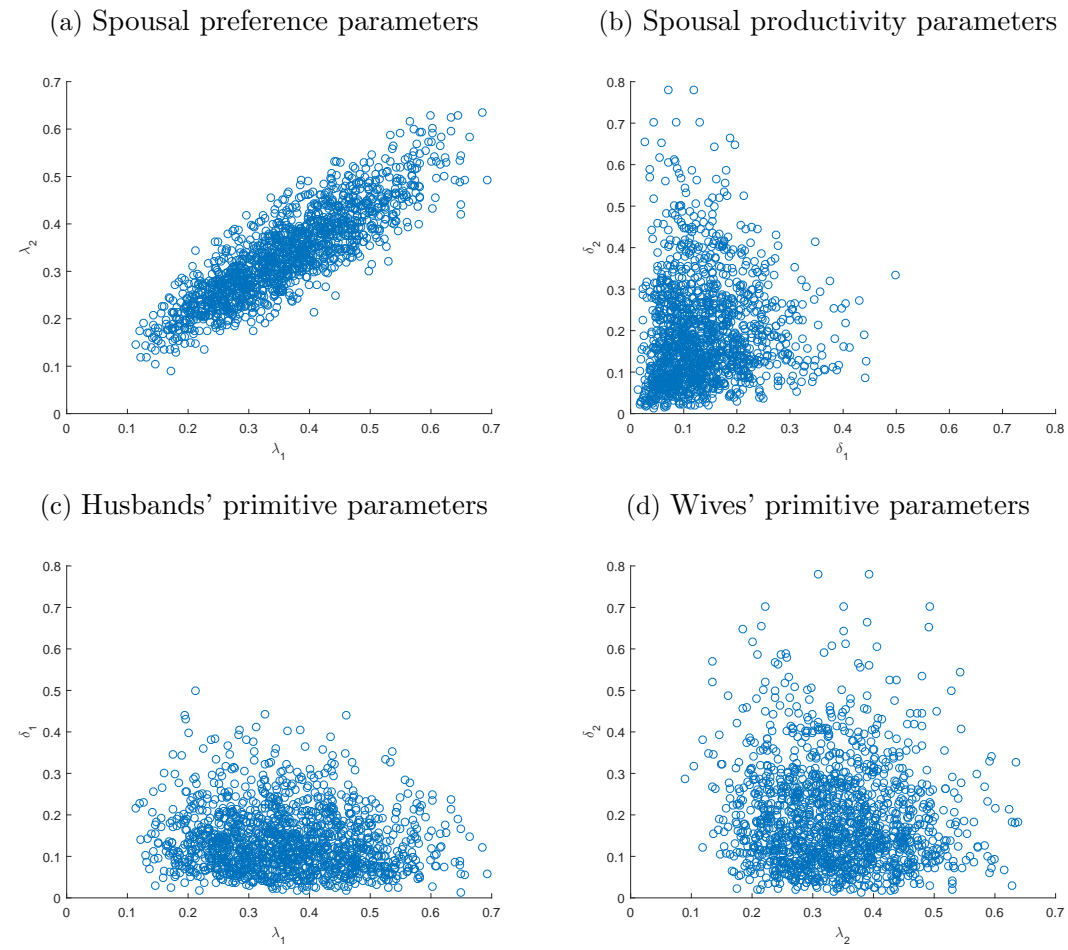 (a) Spousal preference parameters
0.7
0.6
0.5
0.4
0.3
0.2
0.1
0
λ2
0 0.1 0.2 0.3 0.4 0.5 0.6 0.7
λ1
(b) Spousal productivity parameters
0.8
0.7
0.6
0.5
0.4
0.3
0.2
0.1
0
δ2
0 0.1 0.2 0.3 0.4 0.5 0.6 0.7 0.8
δ1
(c) Husbands' primitive parameters
0.8
0.7
0.6
0.5
0.4
0.3
0.2
0.1
0
δ1
0 0.1 0.2 0.3 0.4 0.5 0.6 0.7
λ1
(d) Wives' primitive parameters
0.8
0.7
0.6
0.5
0.4
0.3
0.2
0.1
0
δ2
0 0.1 0.2 0.3 0.4 0.5 0.6 0.7
λ2